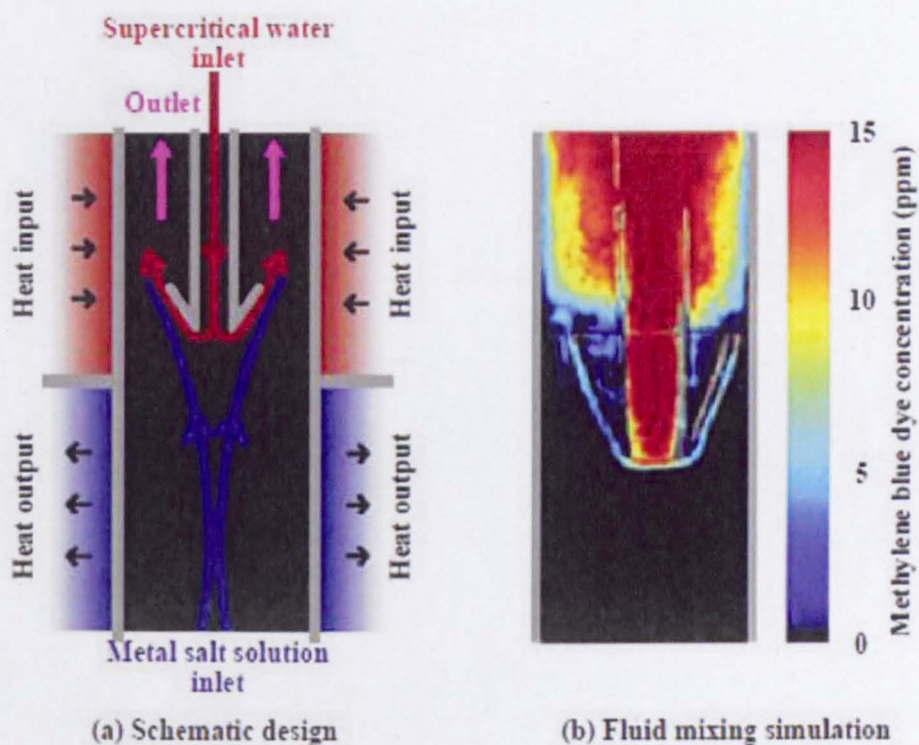 Supercritical water
inlet
Outlet
Heat input
Heat input
Heat output
Heat output
Metal salt solution
inlet
(a) Schematic design
15
10
5
0
Methylene blue dye concentration (ppm)
(b) Fluid mixing simulation